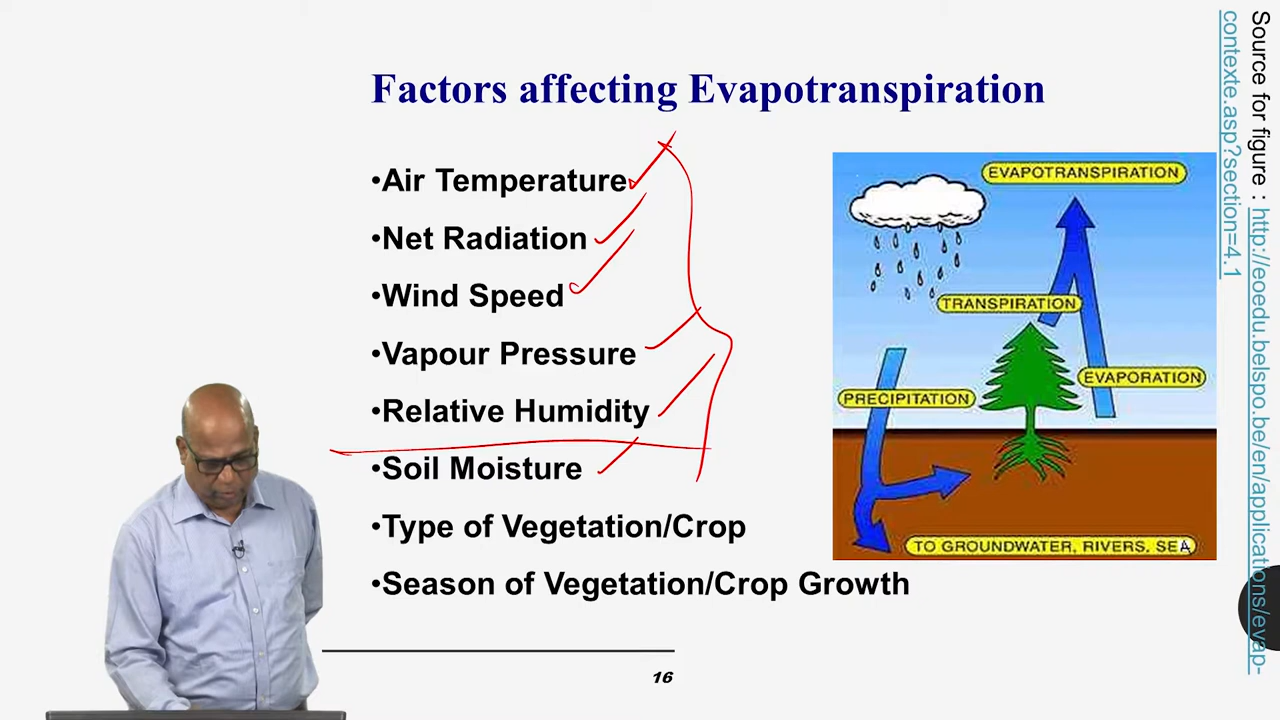 Factors affecting Evapotranspiration
•Air Temperature
•Net Radiation
•Wind Speed
•Vapour Pressure
•Relative Humidity
•Soil Moisture
•Type of Vegetation/Crop
•Season of Vegetation/Crop Growth
EVAPOTRANSPIRATION
TRANSPIRATION
EVAPORATION
PRECIPITATION
TO GROUNDWATER, RIVERS. SEA
Source for figure : http://eoedu.belspo.be/en/applications/evap-
contexte.asp?section=4.1
16